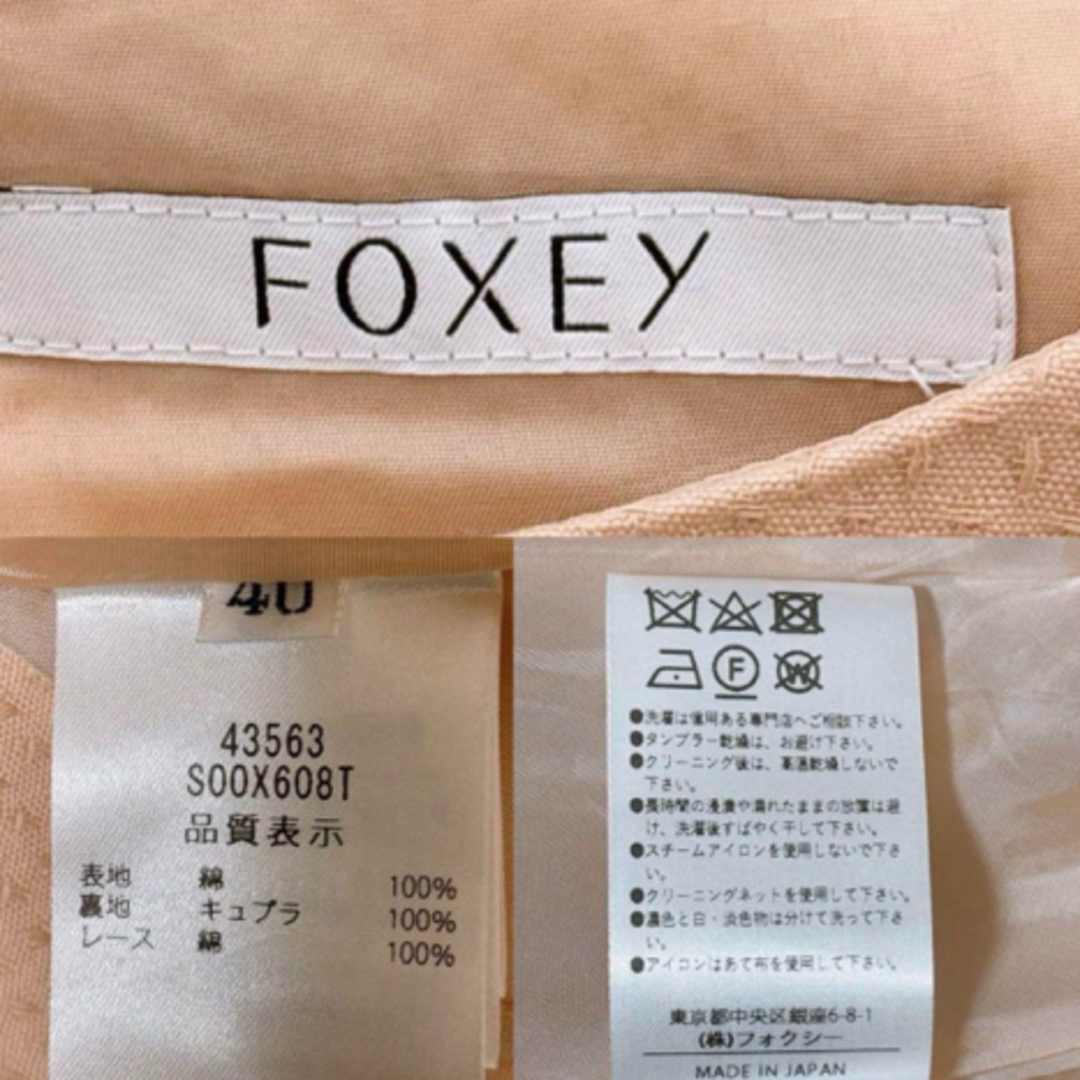 FOXEY
40
43563
S00X608T
品質表示
表地 綿 100%
裏地 キュプラ 100%
レース 綿 100%
F
W
●洗濯は信用ある専門店へご相談下さい。
●タンブラー乾燥は、お避け下さい。
●クリーニング後は、高温乾燥しないで
下さい。
●長時間の浸漬や濡れたままの放置は避
け、洗濯後すばやく干して下さい。
●スチームアイロンを使用しないで下さ
い。
●クリーニングネットを使用して下さい。
●濃色と白・淡色物は分けて洗って下さ
い。
●アイロンはあて布を使用して下さい。
東京都中央区銀座6-8-1
(株)フォクシー
MADE IN JAPAN